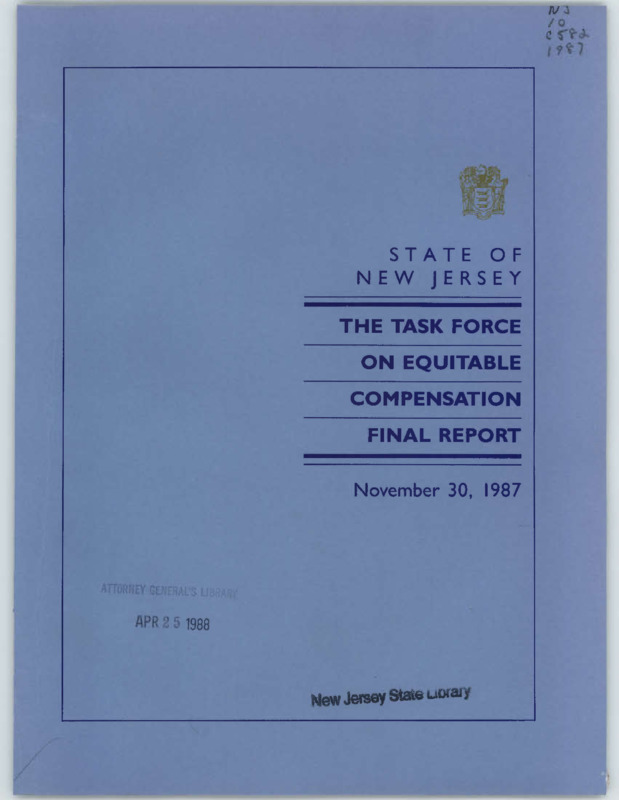 NJ
10
C582
1987
STATE OF
NEW JERSEY
THE TASK FORCE
ON EQUITABLE
COMPENSATION
FINAL REPORT
November 30, 1987
ATTORNEY GENERAL'S LIBRARY
APR 25 1988
New Jersey State Library